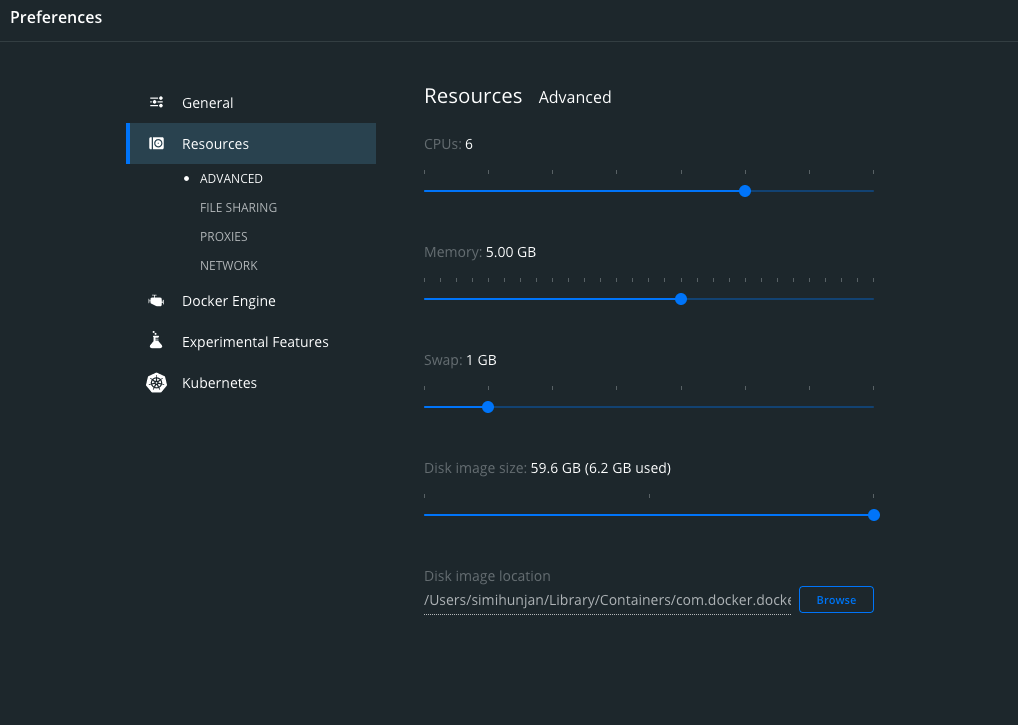 Preferences
General
Resources
ADVANCED
FILE SHARING
PROXIES
NETWORK
Docker Engine
Experimental Features
Kubernetes
Resources Advanced
CPUs: 6
Memory: 5.00 GB
Swap: 1 GB
Disk image size: 59.6 GB (6.2 GB used)
Disk image location
/Users/simihunjan/Library/Containers/com.docker.docke
Browse